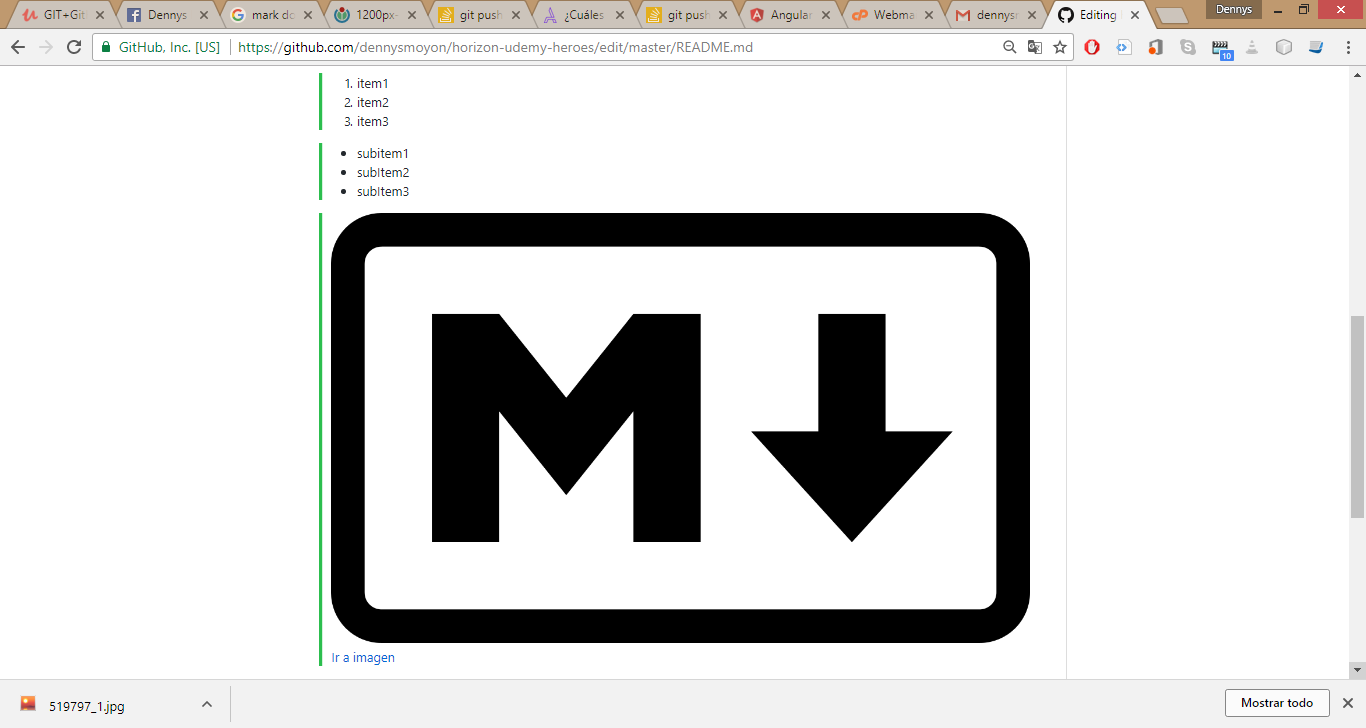 GIT+Git
Dennys
mark do
1200px-
git push
¿Cuáles
git push
Angular
Webma
dennysr
Editing
Dennys
GitHub, Inc. [US]
https://github.com/dennysmoyon/horizon-udemy-heroes/edit/master/README.md
10
1. item1
2. item2
3. item3
subitem1
subItem2
subItem3
M
Ir a imagen
519797_1.jpg
Mostrar todo